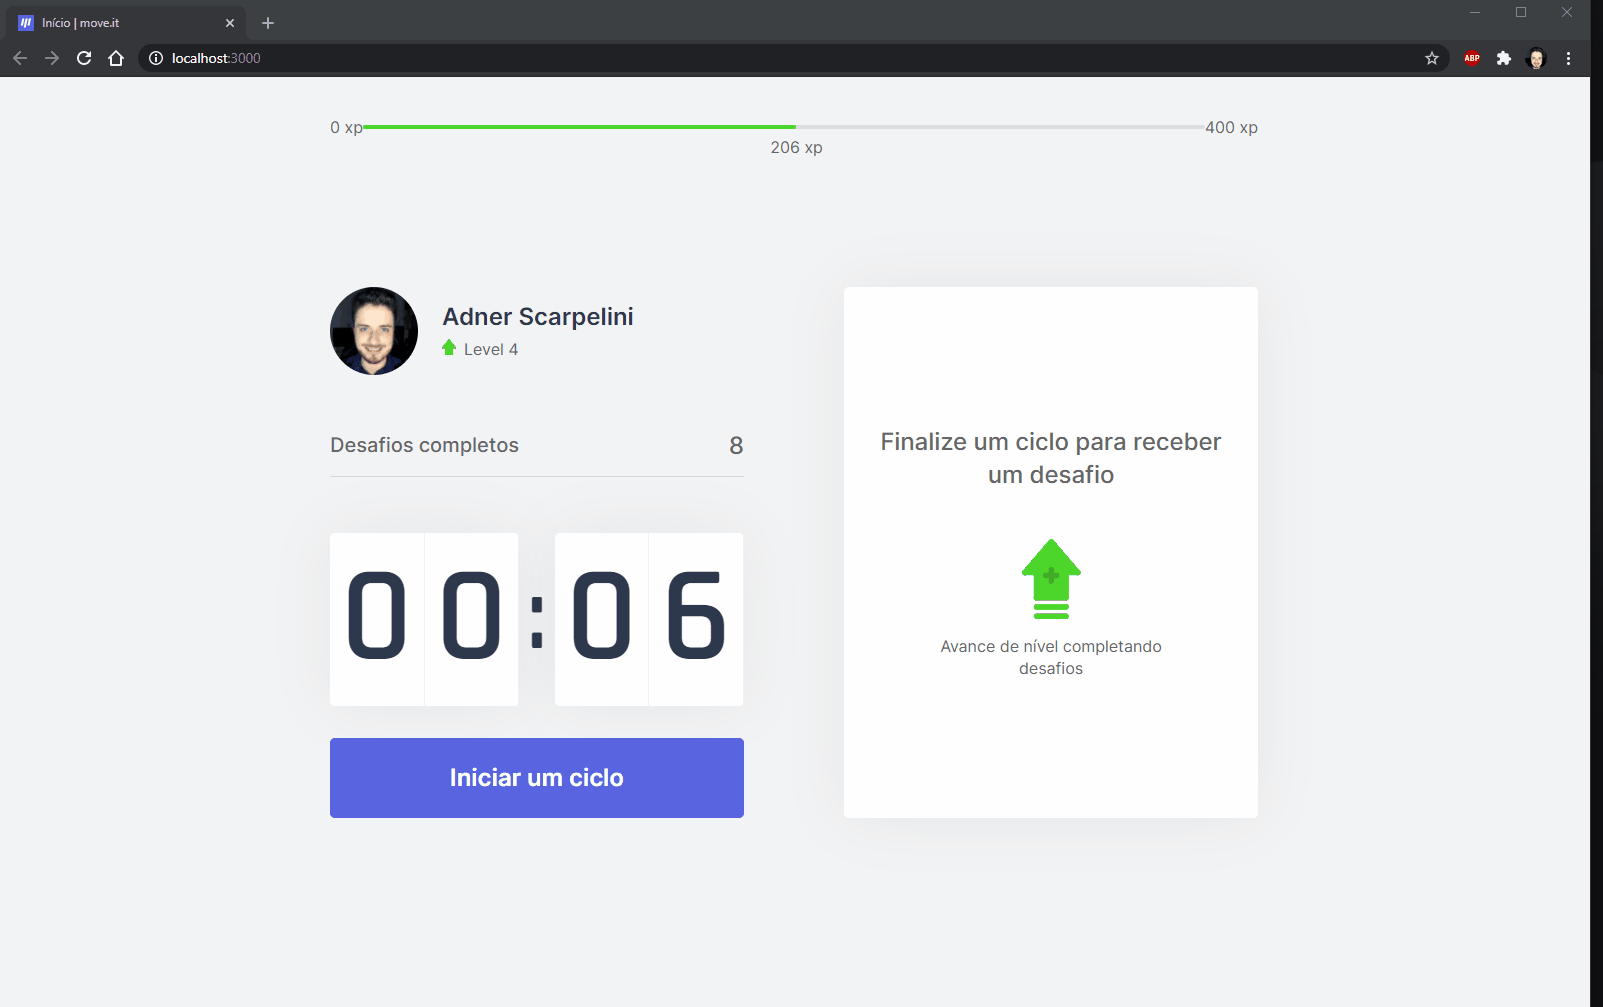 Início | move.it
localhost:3000
ABP
0 xp
400 xp
206 xp
Adner Scarpelini
Level 4
Desafios completos 8
00:06
Iniciar um ciclo
Finalize um ciclo para receber
um desafio
Avance de nível completando
desafios